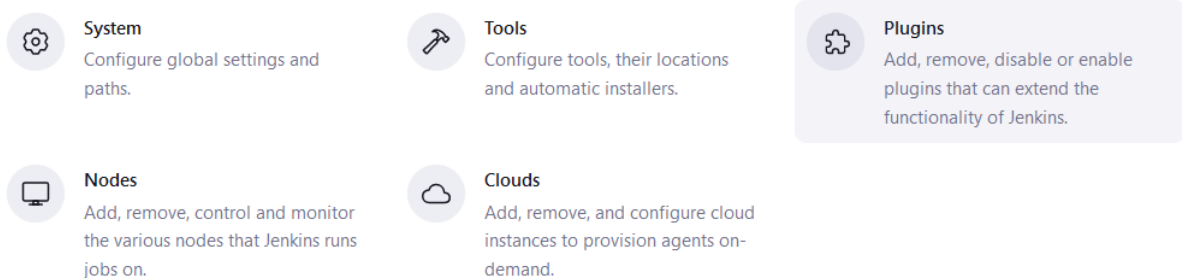 System
Configure global settings and
paths.
Tools
Configure tools, their locations
and automatic installers.
Plugins
Add, remove, disable or enable
plugins that can extend the
functionality of Jenkins.
Nodes
Add, remove, control and monitor
the various nodes that Jenkins runs
jobs on.
Clouds
Add, remove, and configure cloud
instances to provision agents on-
demand.